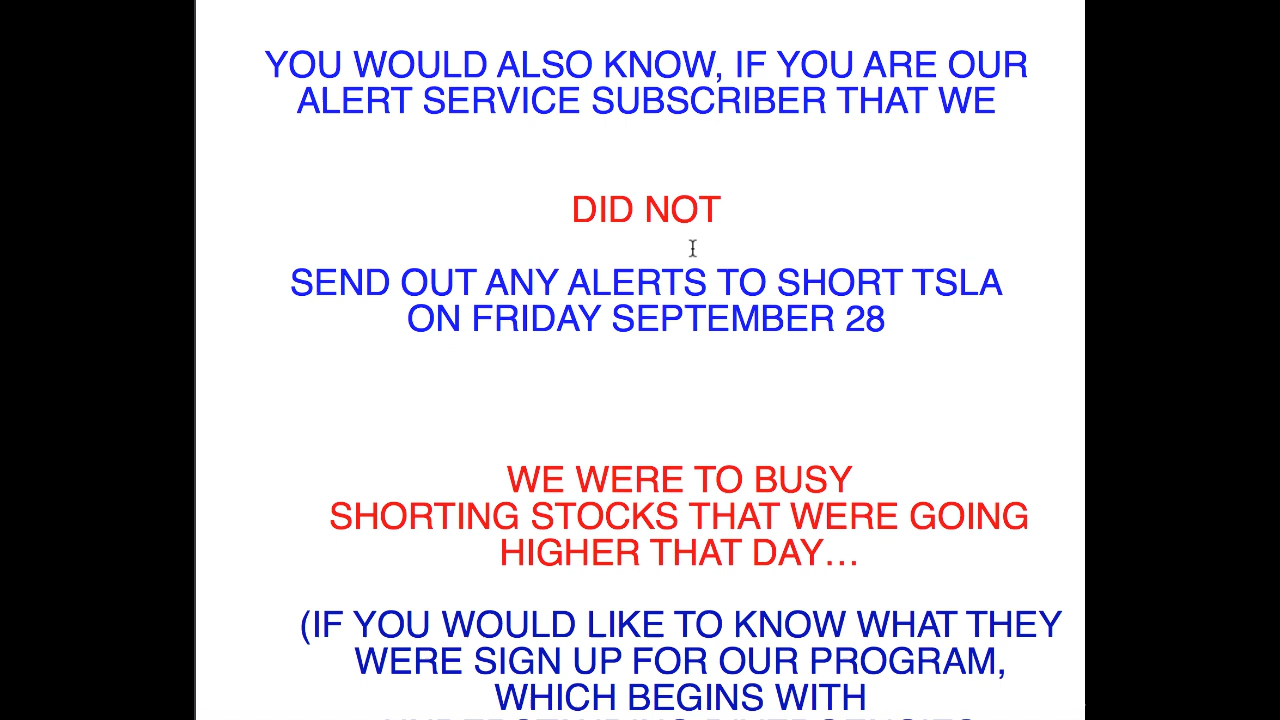 YOU WOULD ALSO KNOW, IF YOU ARE OUR
ALERT SERVICE SUBSCRIBER THAT WE
DID NOT
SEND OUT ANY ALERTS TO SHORT TSLA
ON FRIDAY SEPTEMBER 28
WE WERE TO BUSY
SHORTING STOCKS THAT WERE GOING
HIGHER THAT DAY…
(IF YOU WOULD LIKE TO KNOW WHAT THEY
WERE SIGN UP FOR OUR PROGRAM,
WHICH BEGINS WITH